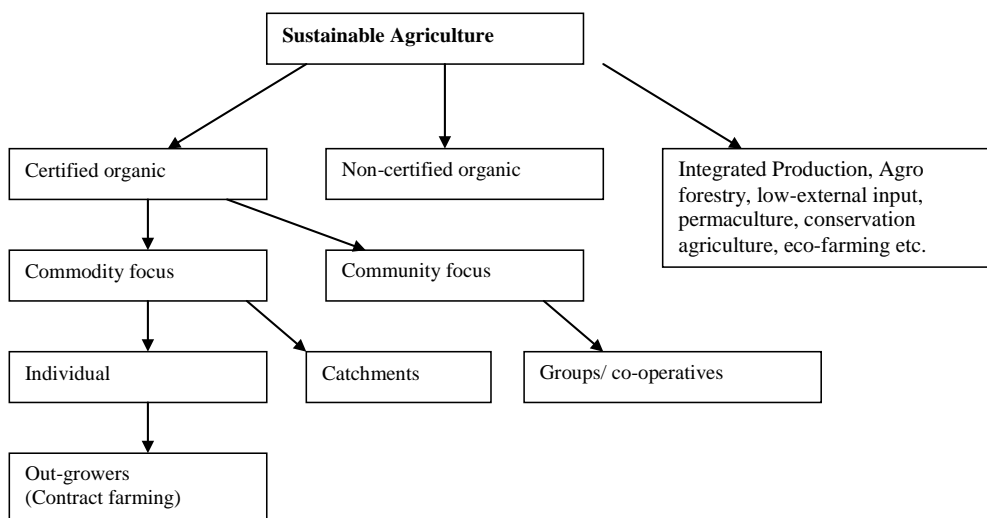 Sustainable Agriculture
Certified organic
Non-certified organic
Integrated Production, Agro
forestry, low-external input,
permaculture, conservation
agriculture, eco-farming etc.
Commodity focus
Community focus
Individual
Catchments
Groups/ co-operatives
Out-growers
(Contract farming)